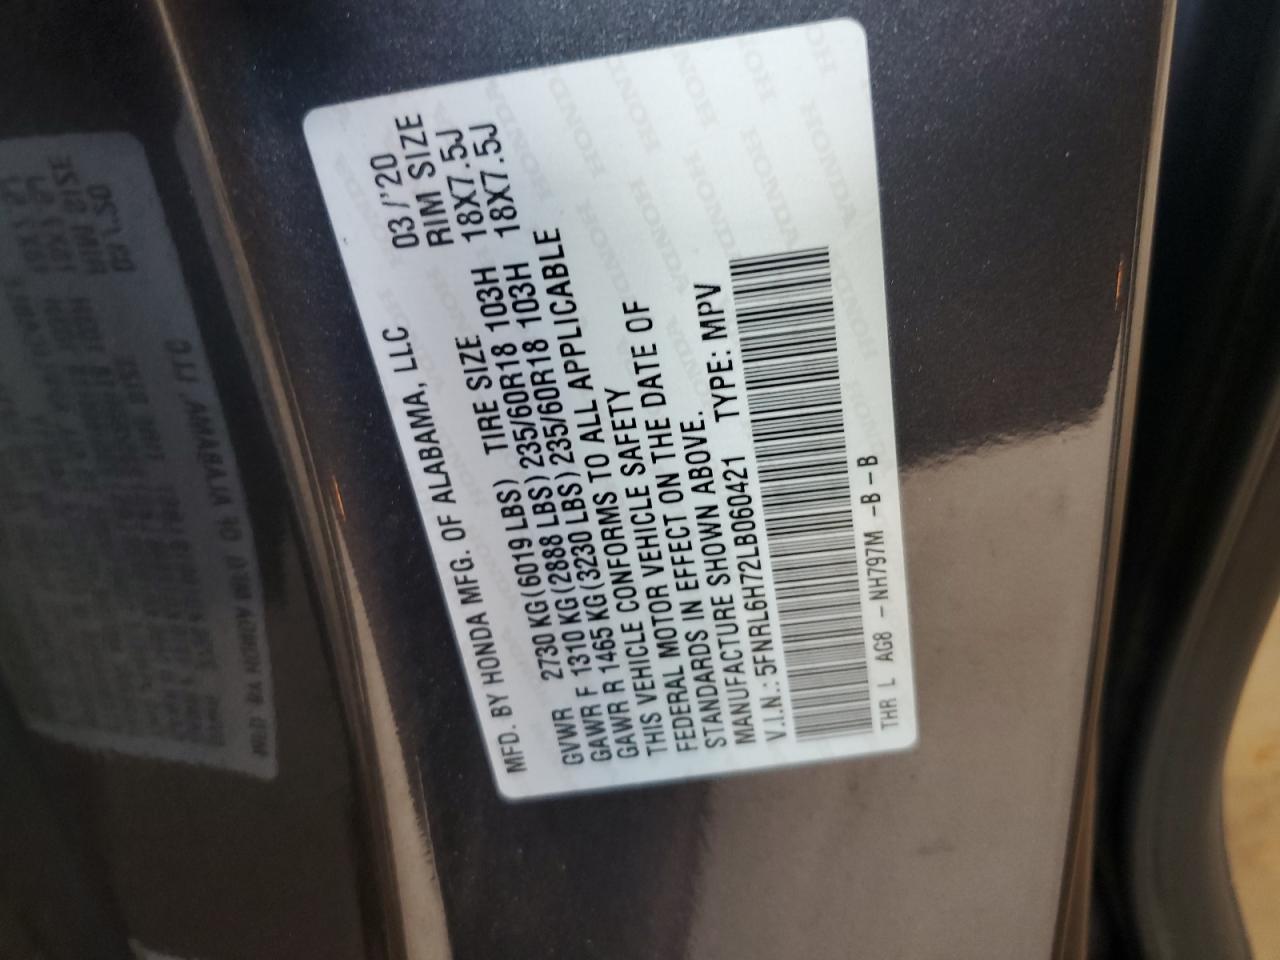 MFD. BY HONDA MFG. OF ALABAMA, LLC 03/'20
GVWR 2730 KG(6019 LBS) TIRE SIZE RIM SIZE
GAWR F 1310 KG(2888 LBS)235/60R18 103H 18X7.5J
GAWR R 1465 KG(3230 LBS)235/60R18 103H 18X7.5J
THIS VEHICLE CONFORMS TO ALL APPLICABLE
FEDERAL MOTOR VEHICLE SAFETY
STANDARDS IN EFFECT ON THE DATE OF
MANUFACTURE SHOWN ABOVE.
V.I.N.: 5FNRL6H72LB060421 TYPE: MPV
THR L AG8 -NH797M -B-B